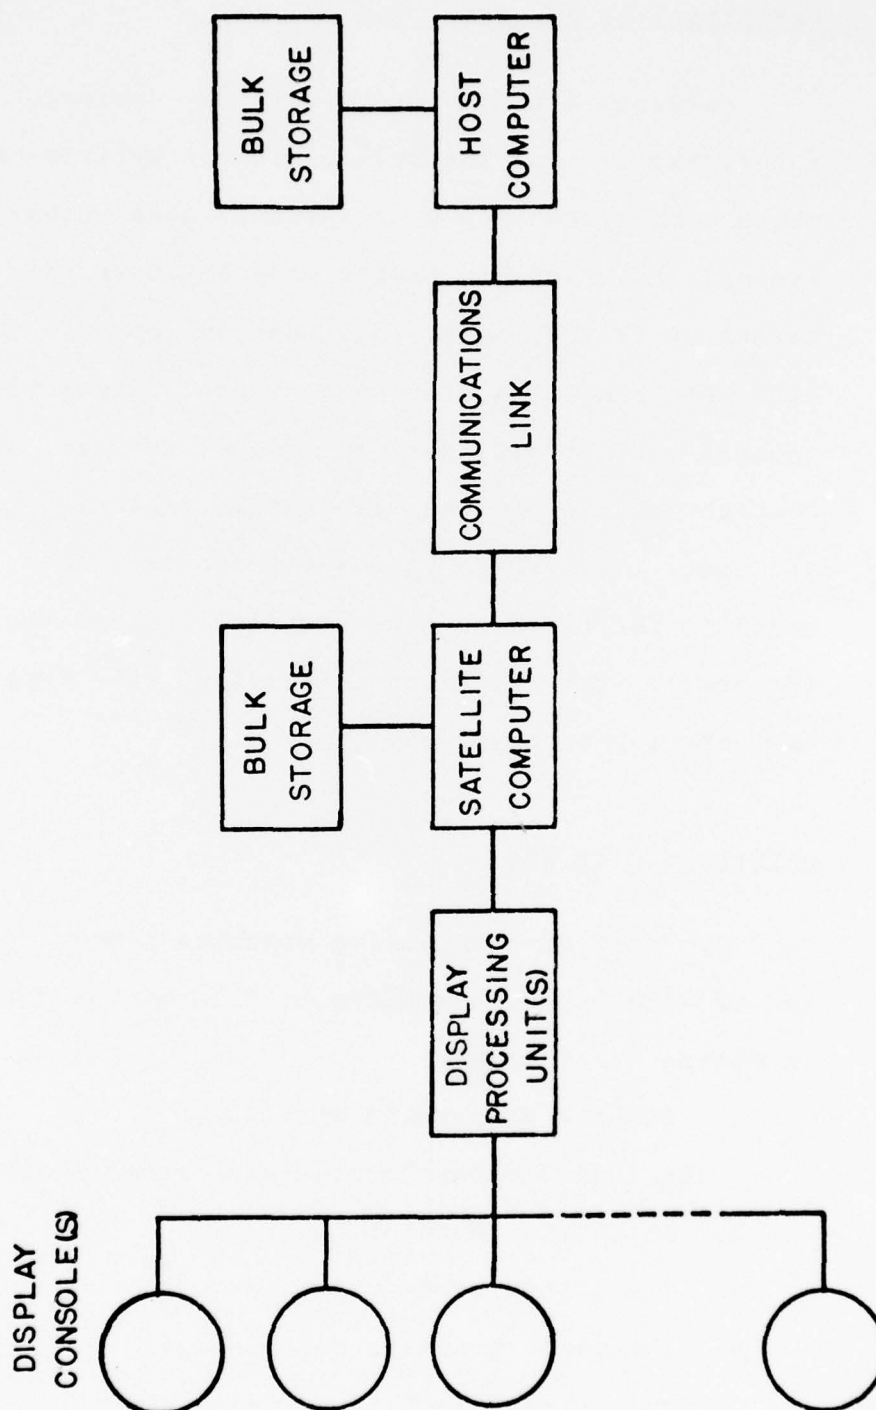 DISPLAY
CONSOLE(S)
BULK
STORAGE
BULK
STORAGE
DISPLAY
PROCESSING
UNIT(S)
SATELLITE
COMPUTER
COMMUNICATIONS
LINK
HOST
COMPUTER